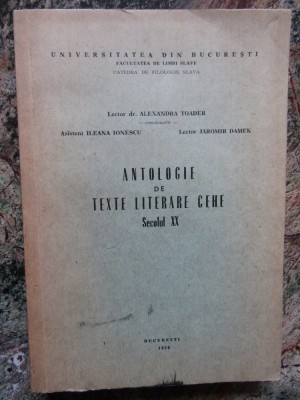 UNIVERSITATEA DIN BUCUREȘTI
FACULTATEA DE LIMBI SLAVE
CATEDRA DE FILOLOGIE SLAVĂ
Lector dr. ALEXANDRA TOADER
Asistent ILEANA IONESCU Lector JAROMIR DAMEK
ANTOLOGIE
DE
TEXTE LITERARE CEHE
Secolul XX
BUCUREȘTI